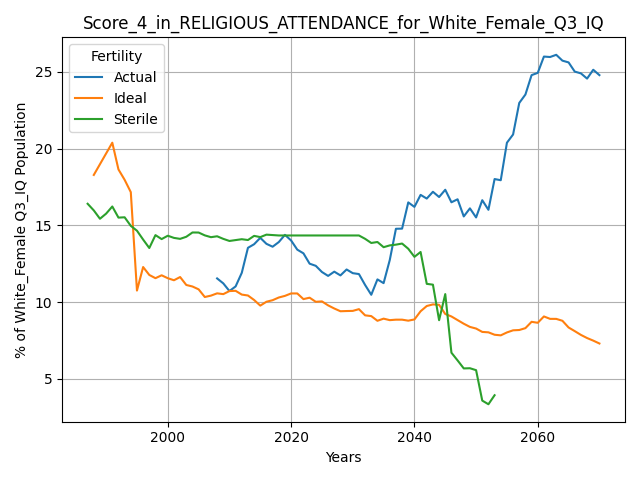 Score_4_in_RELIGIOUS_ATTENDANCE_for_White_Female_Q3_IQ
Fertility
Actual
Ideal
Sterile
% of White_Female Q3_IQ Population
25
20
15
10
5
2000 2020 2040 2060
Years